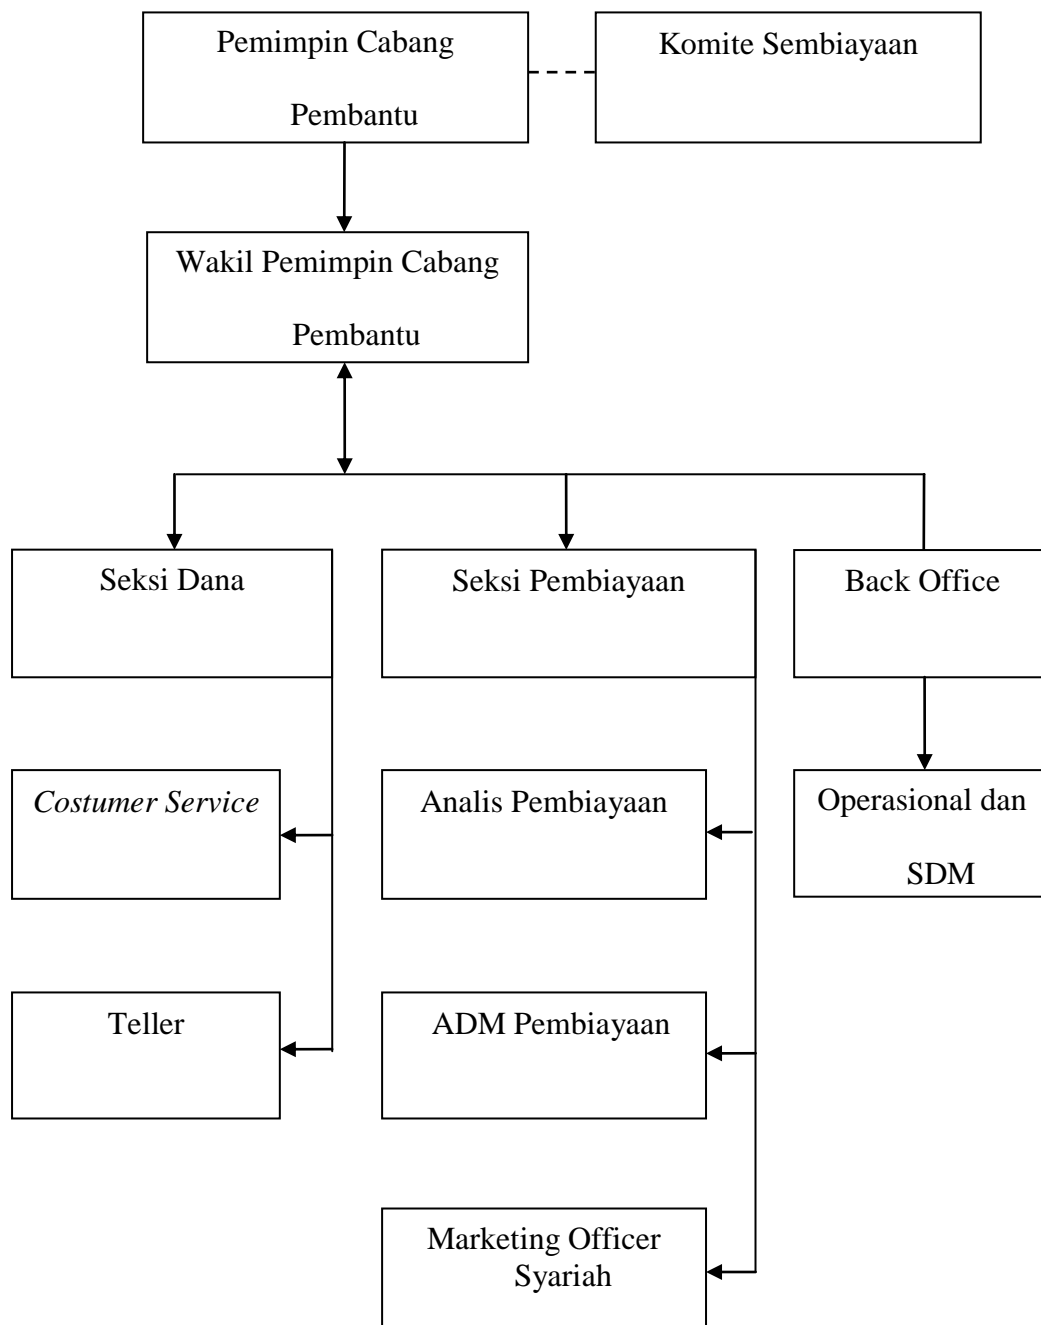 Pemimpin Cabang
Pembantu
Komite Sembiayaan
Wakil Pemimpin Cabang
Pembantu
Seksi Dana
Seksi Pembiayaan
Back Office
Costumer Service
Analis Pembiayaan
Operasional dan
SDM
Teller
ADM Pembiayaan
Marketing Officer
Syariah